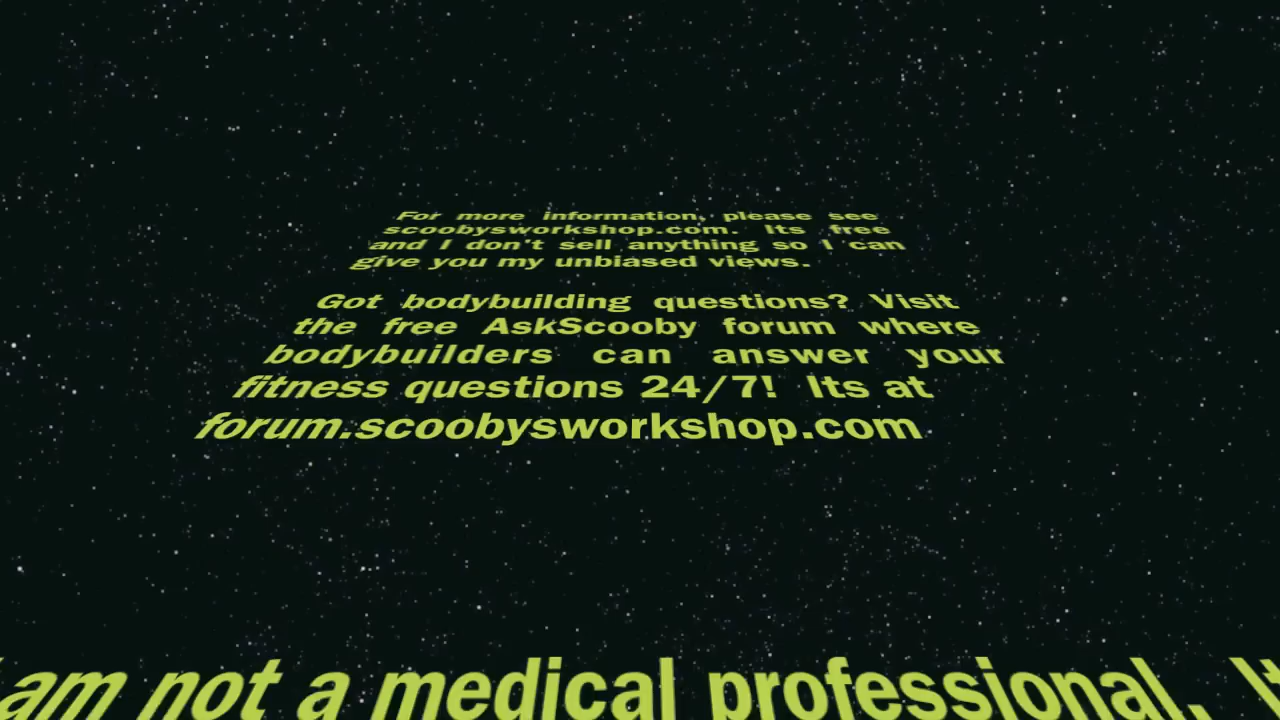 For more information, please see
scoobysworkshop.com. Its free
and I don't sell anything so I can
give you my unbiased views.
Got bodybuilding questions? Visit
the free AskScooby forum where
bodybuilders can answer your
fitness questions 24/7! Its at
forum.scoobysworkshop.com
am not a medical professional.